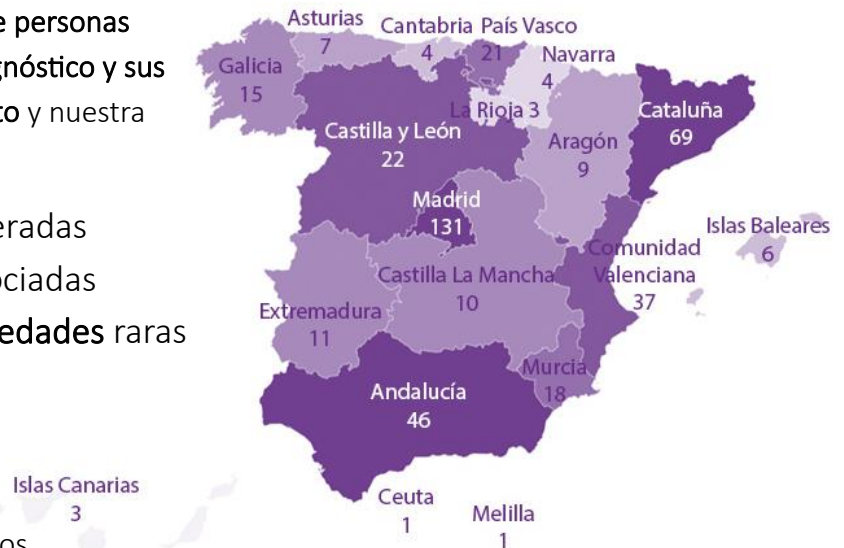 e personas
gnóstico y sus
to y nuestra
eradas
ociadas
edades raras
os
Asturias
7
Cantabria
4
País Vasco
21
Navarra
4
Galicia
15
La Rioja 3
Cataluña
69
Castilla y León
22
Aragón
9
Madrid
131
Islas Baleares
6
Comunidad
Valenciana
37
Castilla La Mancha
10
Extremadura
11
Murcia
18
Andalucía
46
Islas Canarias
3
Ceuta
1
Melilla
1